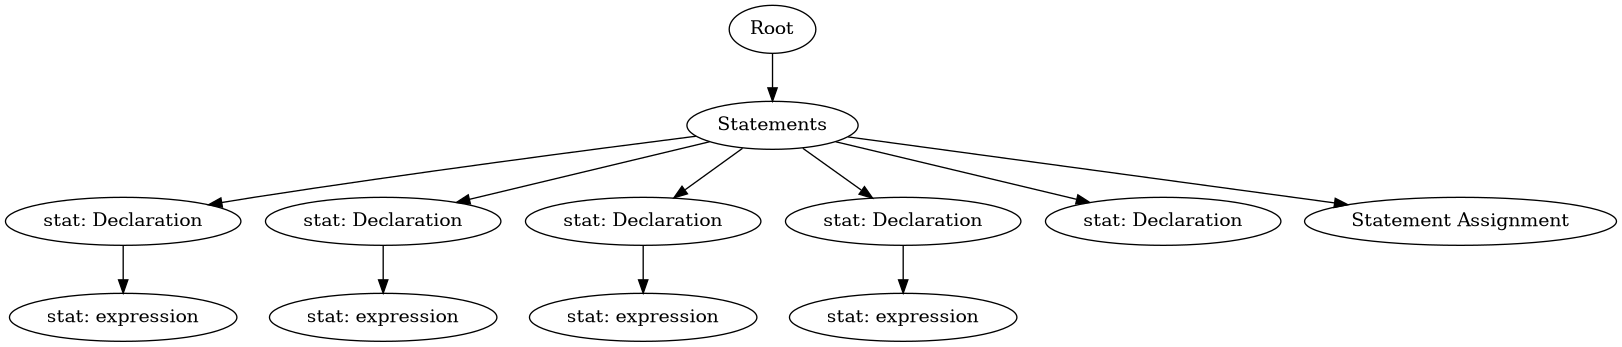 Root
Statements
stat: Declaration
stat: Declaration
stat: Declaration
stat: Declaration
stat: Declaration
Statement Assignment
stat: expression
stat: expression
stat: expression
stat: expression